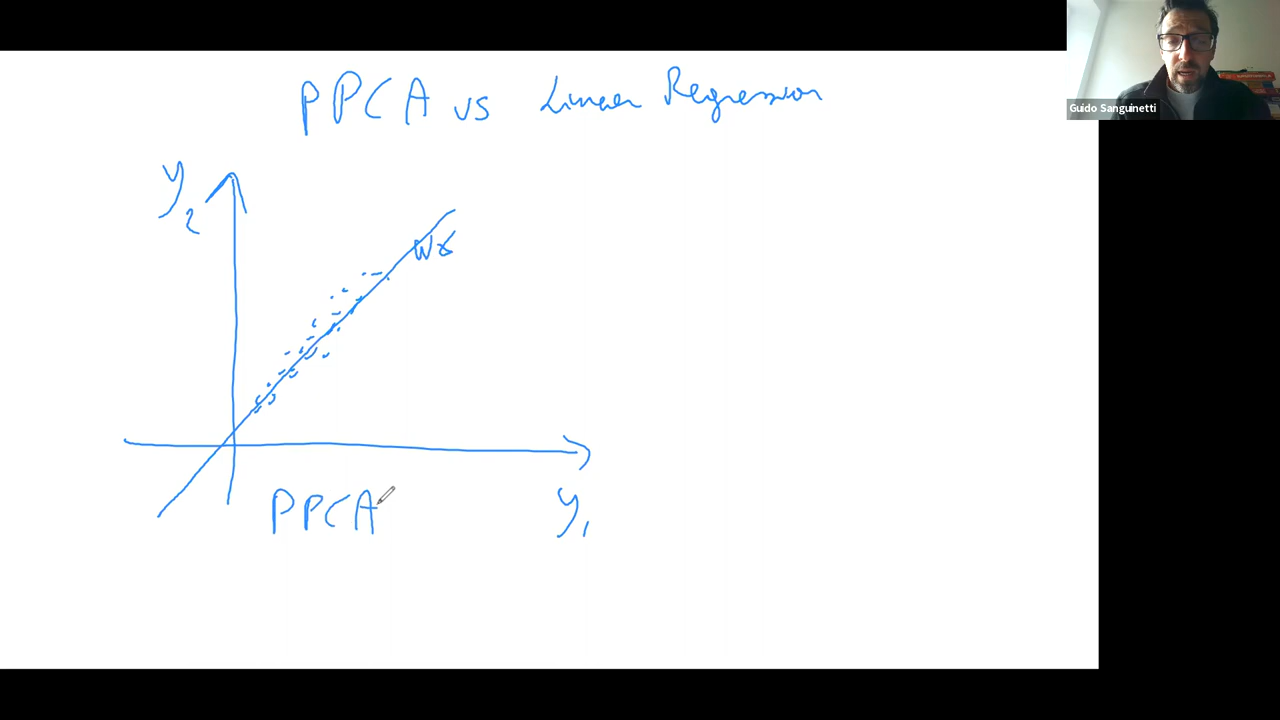 PPCA vs Linear Regression
Guido Sanguinetti
y2
Wx
PPCA
y1